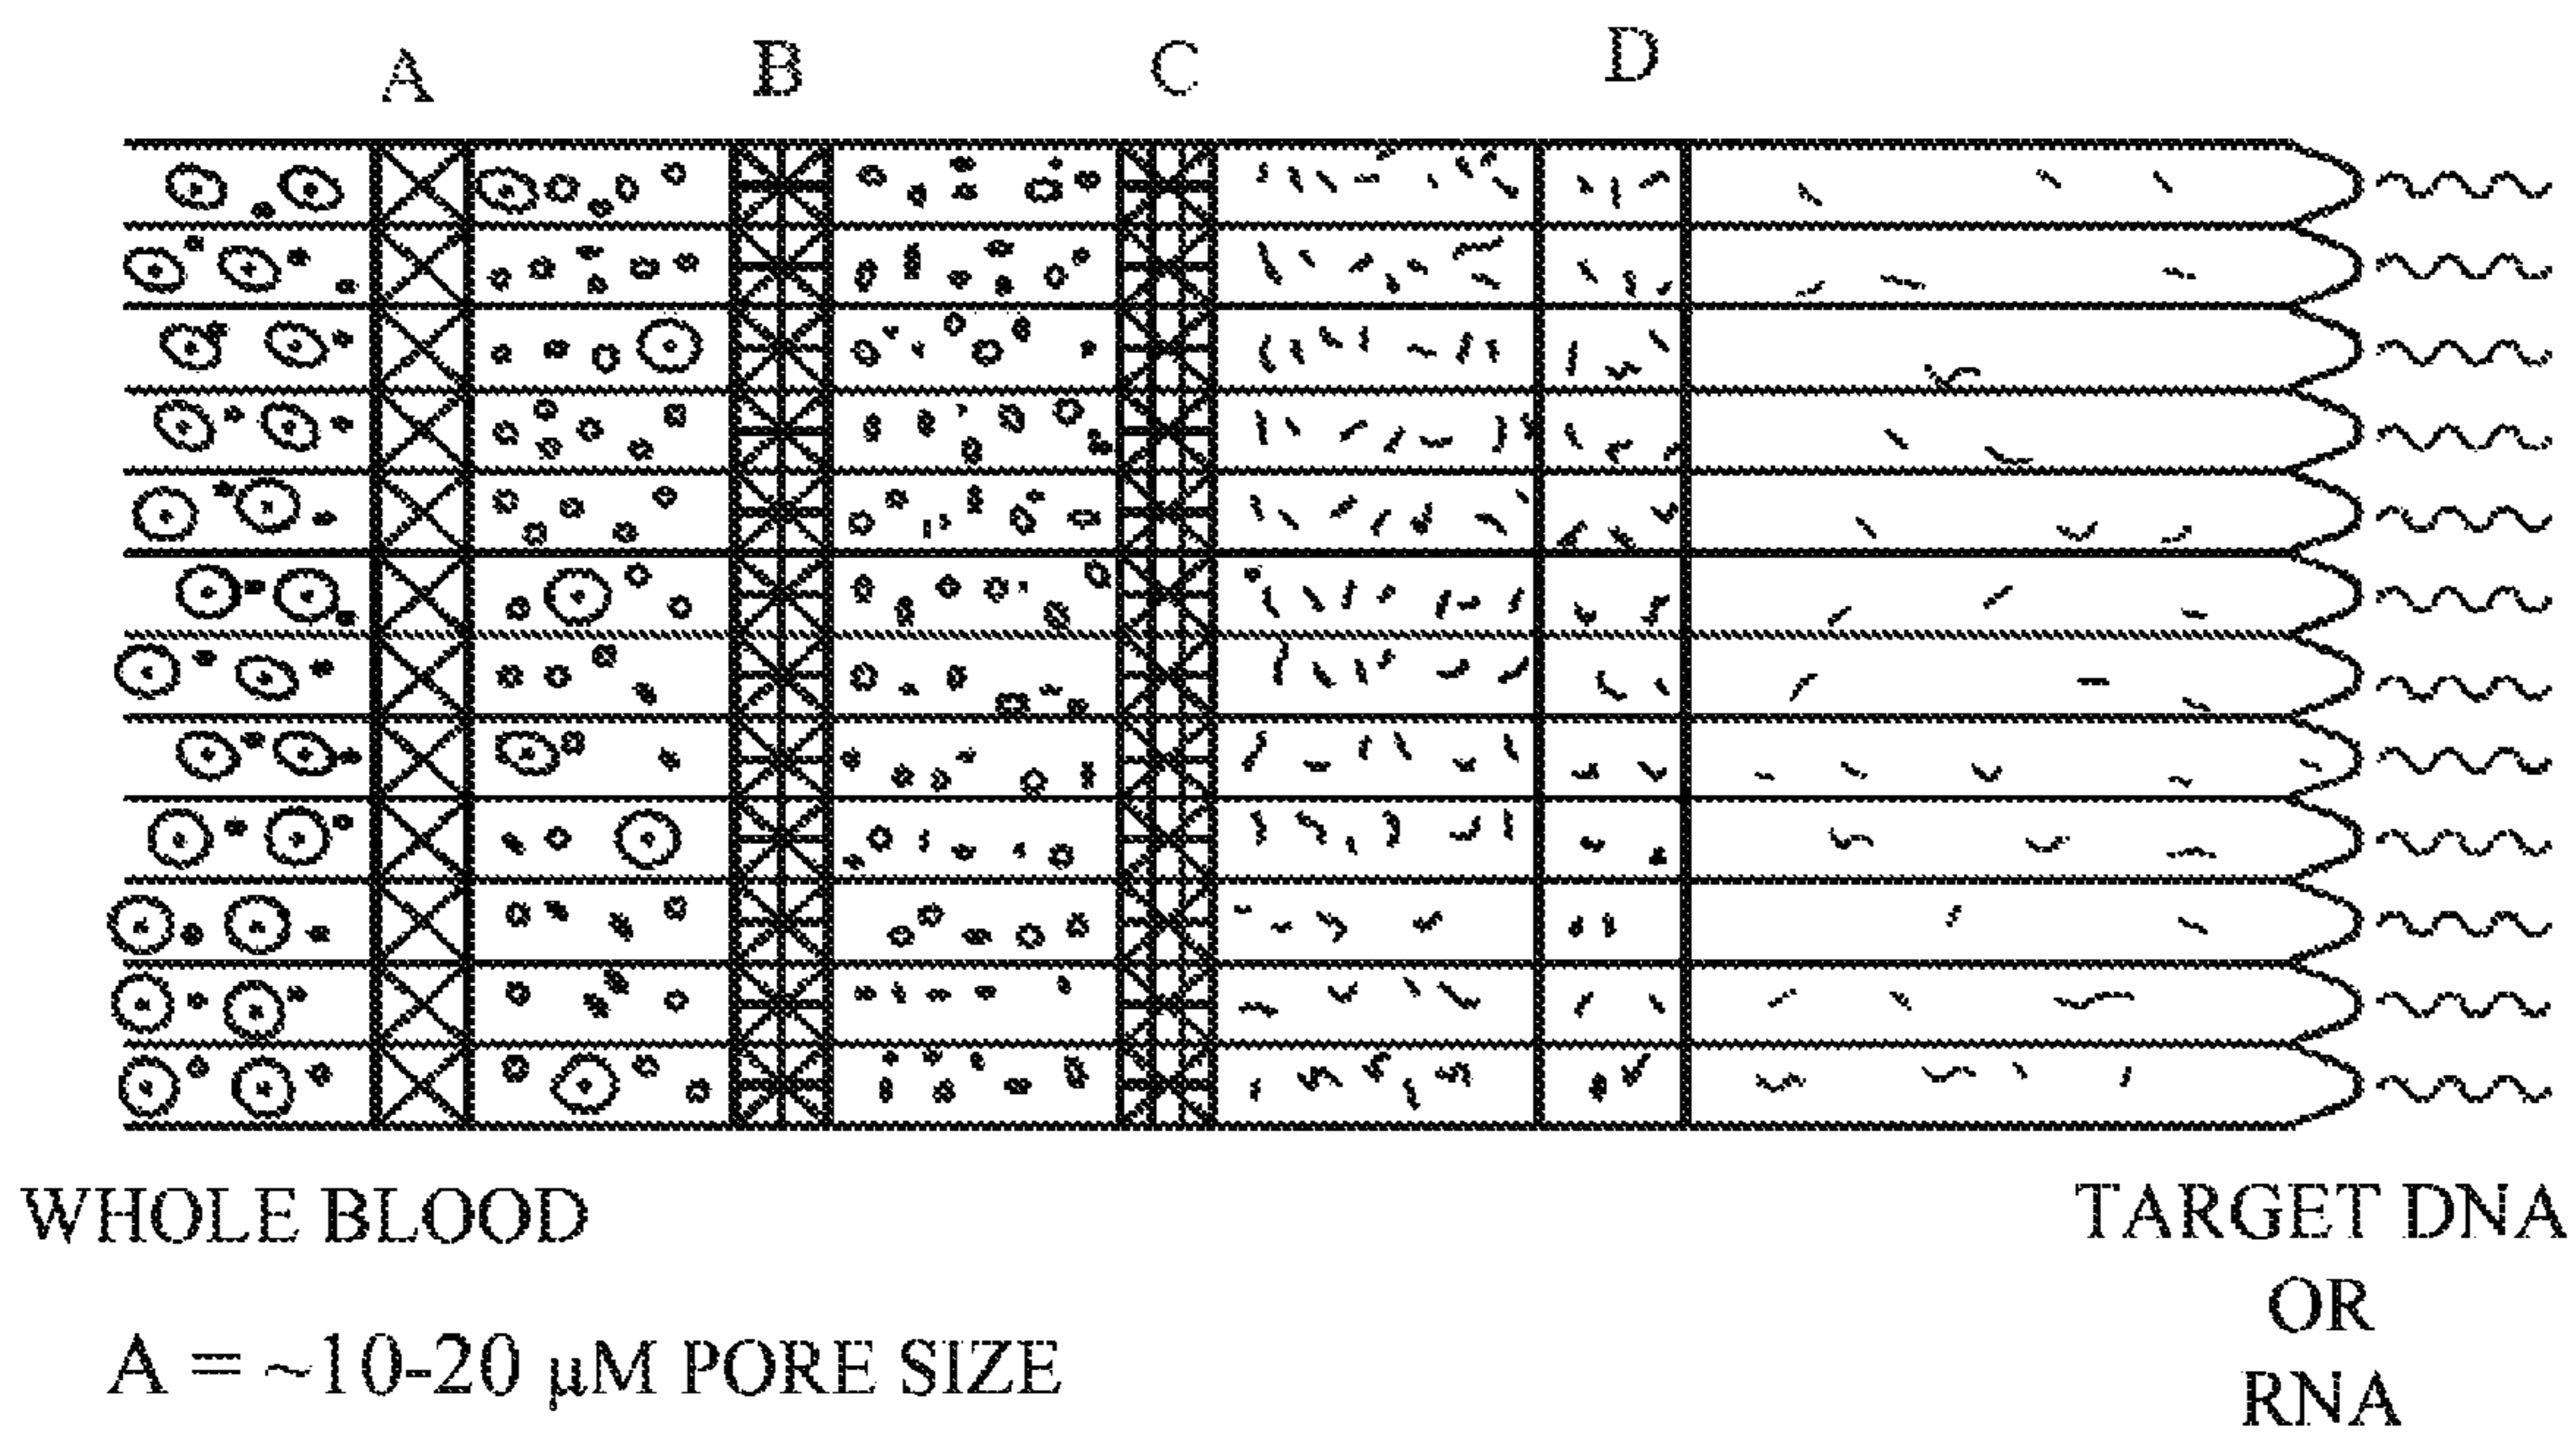 A B C D
WHOLE BLOOD
TARGET DNA
OR
RNA
A = ~10-20 μM PORE SIZE